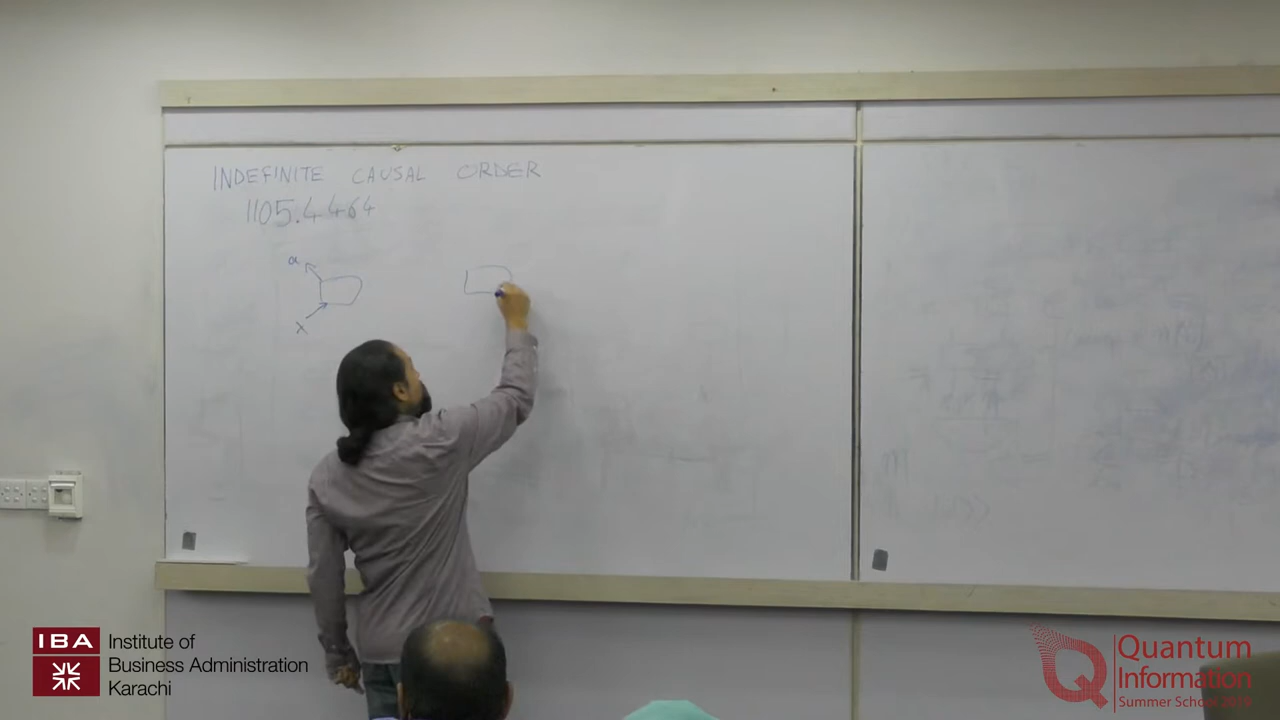 INDEFINITE CAUSAL ORDER
1105.4464
a
x
IBA
Institute of
Business Administration
Karachi
Quantum
Information
Summer School 2019